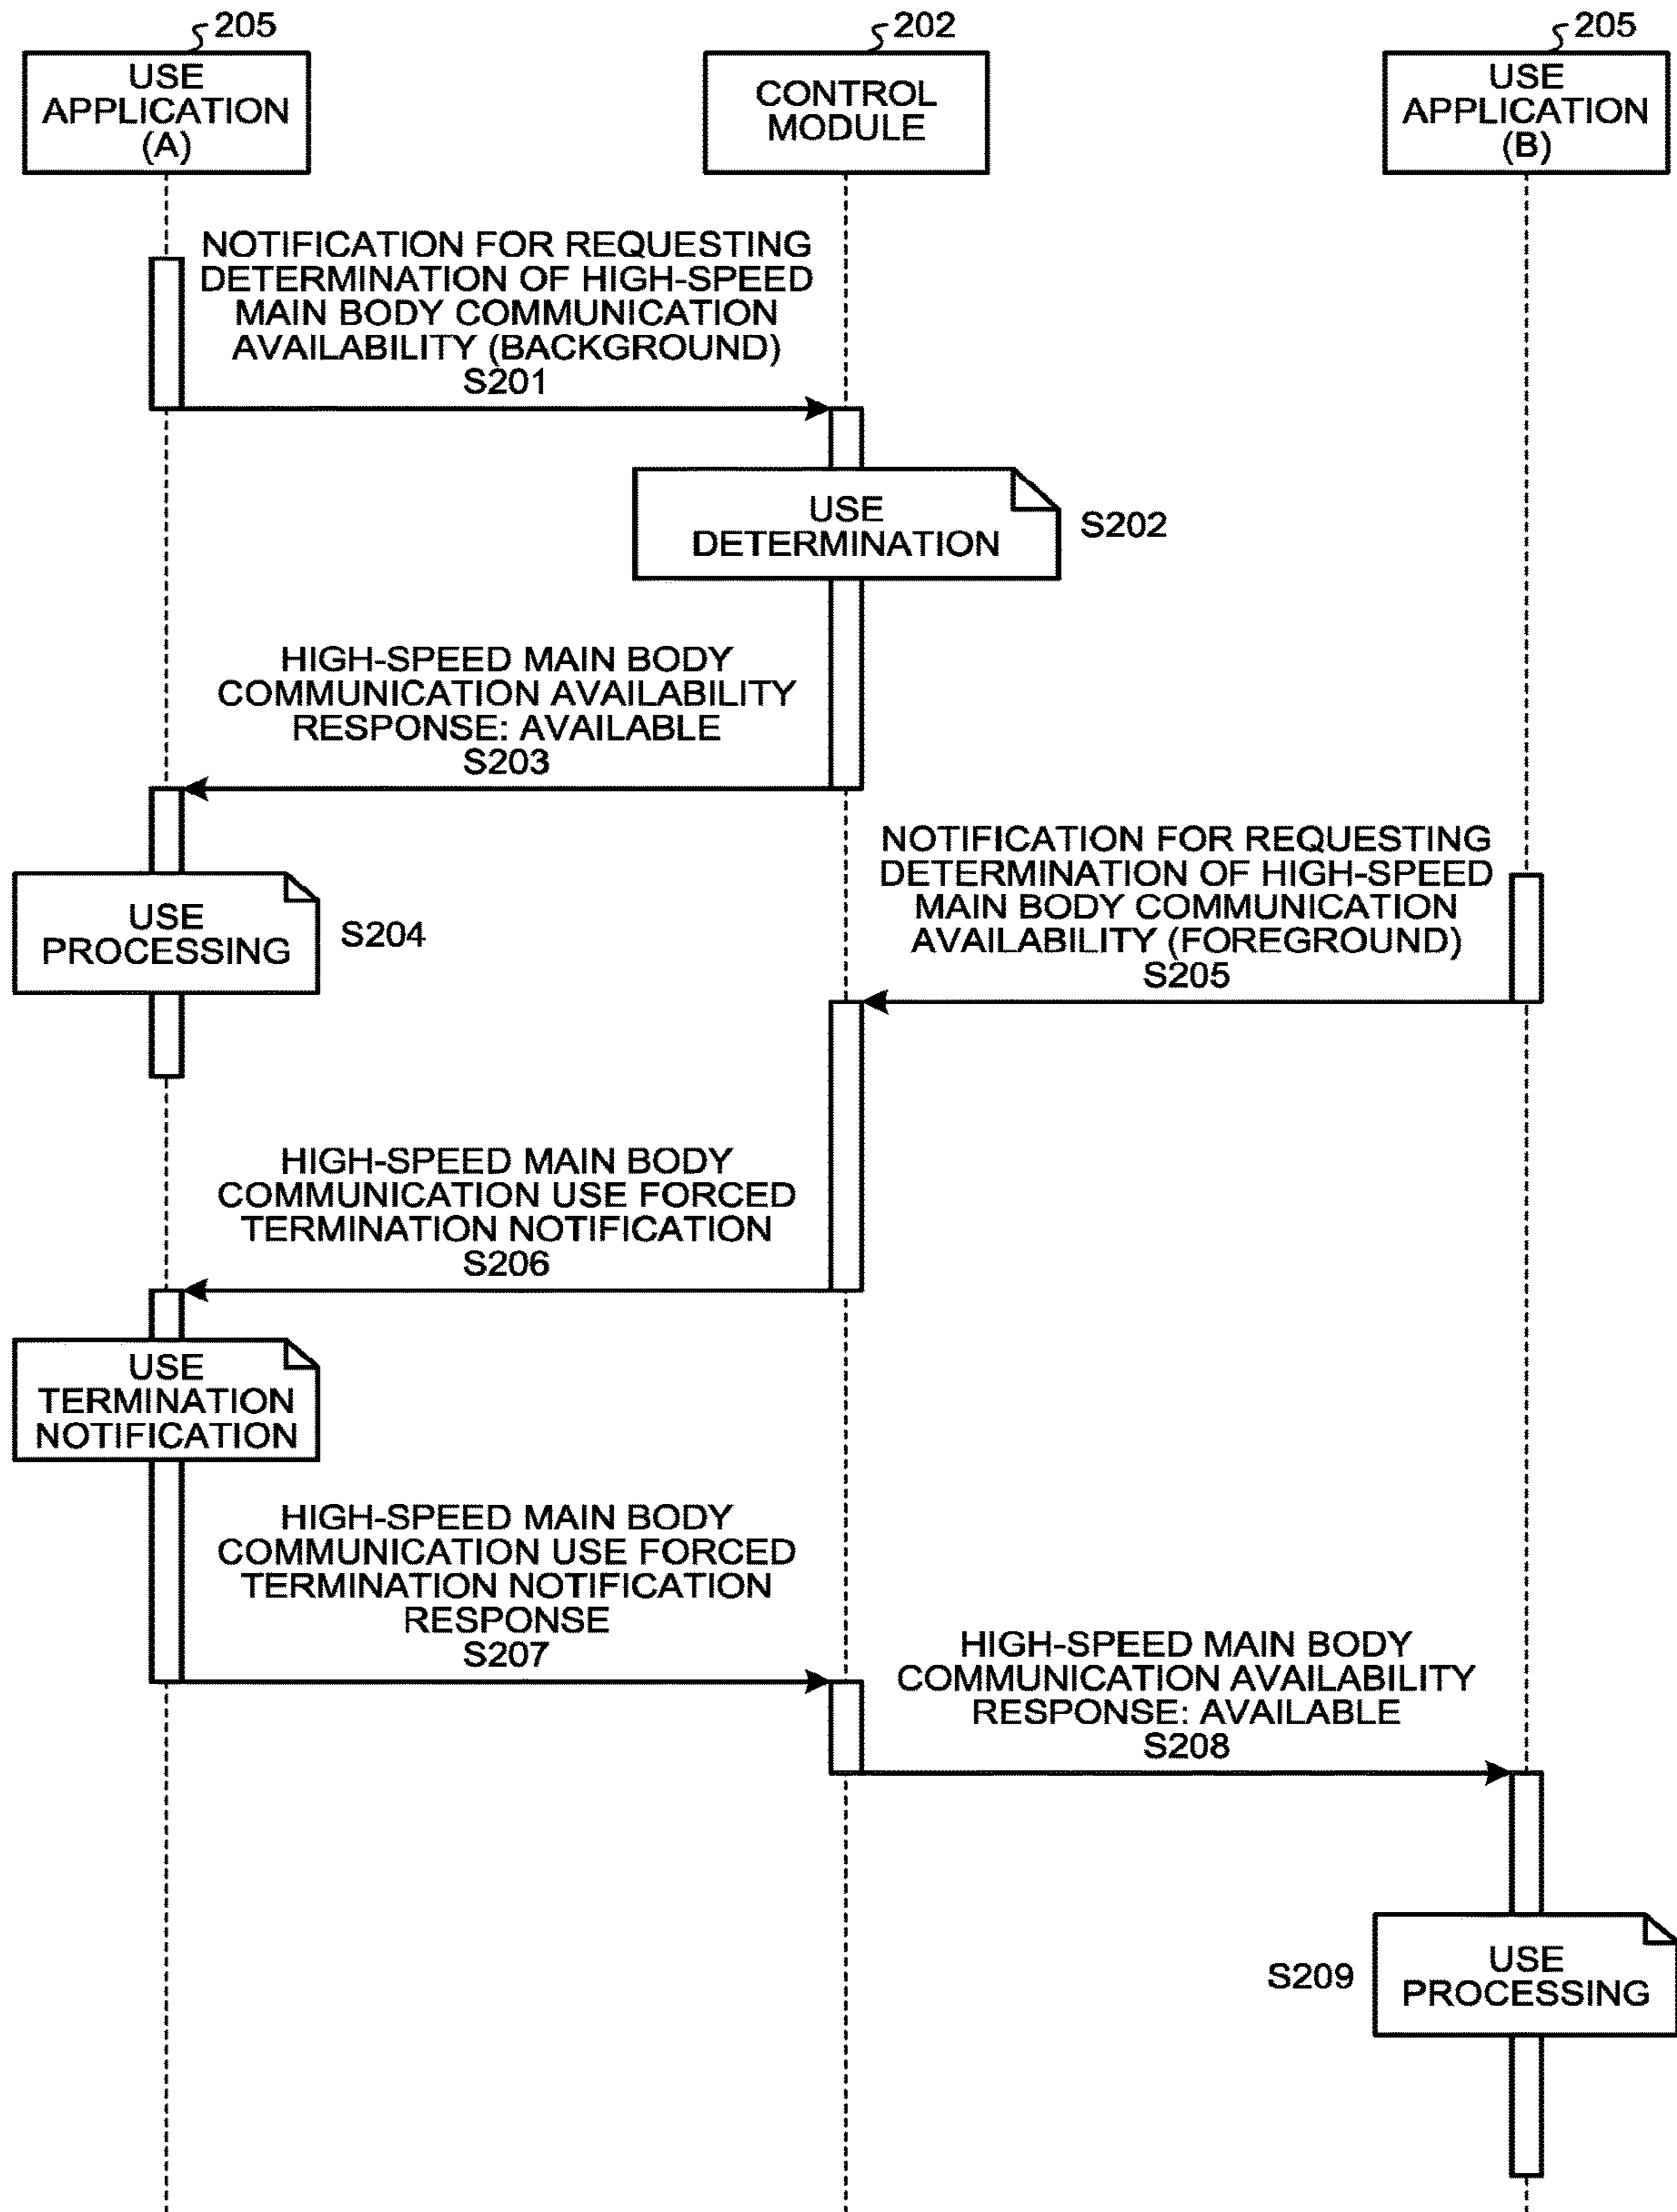 205
USE
APPLICATION
(A)
202
CONTROL
MODULE
205
USE
APPLICATION
(B)
NOTIFICATION FOR REQUESTING
DETERMINATION OF HIGH-SPEED
MAIN BODY COMMUNICATION
AVAILABILITY (BACKGROUND)
S201
USE
DETERMINATION
S202
HIGH-SPEED MAIN BODY
COMMUNICATION AVAILABILITY
RESPONSE: AVAILABLE
S203
USE
PROCESSING
S204
NOTIFICATION FOR REQUESTING
DETERMINATION OF HIGH-SPEED
MAIN BODY COMMUNICATION
AVAILABILITY (FOREGROUND)
S205
HIGH-SPEED MAIN BODY
COMMUNICATION USE FORCED
TERMINATION NOTIFICATION
S206
USE
TERMINATION
NOTIFICATION
HIGH-SPEED MAIN BODY
COMMUNICATION USE FORCED
TERMINATION NOTIFICATION
RESPONSE
S207
HIGH-SPEED MAIN BODY
COMMUNICATION AVAILABILITY
RESPONSE: AVAILABLE
S208
S209
USE
PROCESSING